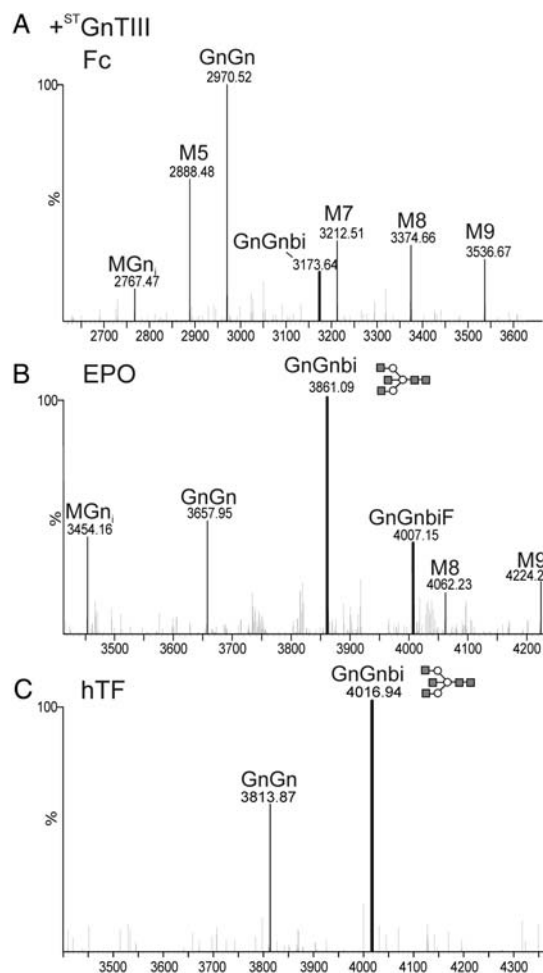 A +STGnTIII
Fc
GnGn
2970.52
100
M5
2888.48
M7
3212.51
M8
3374.66
M9
3536.67
GnGnbi
3173.64
MGn
2767.47
%
2700 2800 2900 3000 3100 3200 3300 3400 3500 3600
B EPO
GnGnbi
3861.09
100
GnGn
3657.95
MGn
3454.16
GnGnbiF
4007.15
M8
4062.23
M9
4224.2
%
3500 3600 3700 3800 3900 4000 4100 4200
C hTF
GnGnbi
4016.94
100
GnGn
3813.87
%
3500 3600 3700 3800 3900 4000 4100 4200 4300